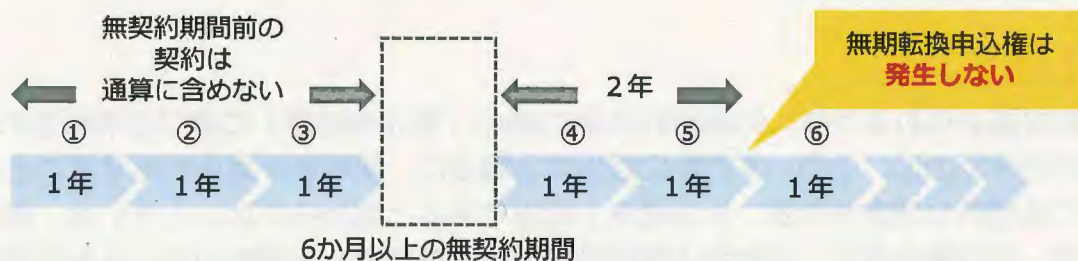 無契約期間前の
契約は
通算に含めない
2年
無期転換申込権は
発生しない
① ② ③ ④ ⑤ ⑥
1年 1年 1年 1年 1年 1年
6か月以上の無契約期間